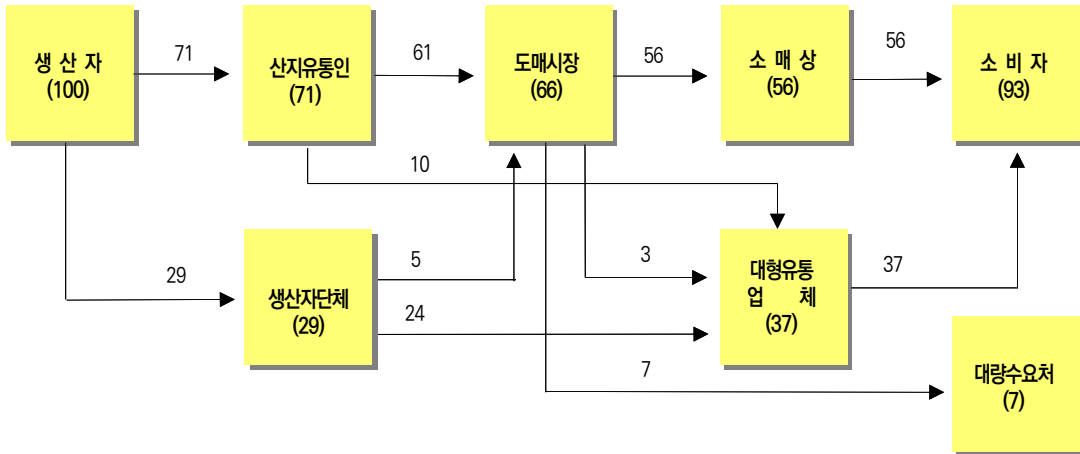 생 산 자
(100)
71
산지유통인
(71)
61
도매시장
(66)
56
소 매 상
(56)
56
소 비 자
(93)
10
29
생산자단체
(29)
5
24
3
대형유통
업 체
(37)
37
7
대량수요처
(7)